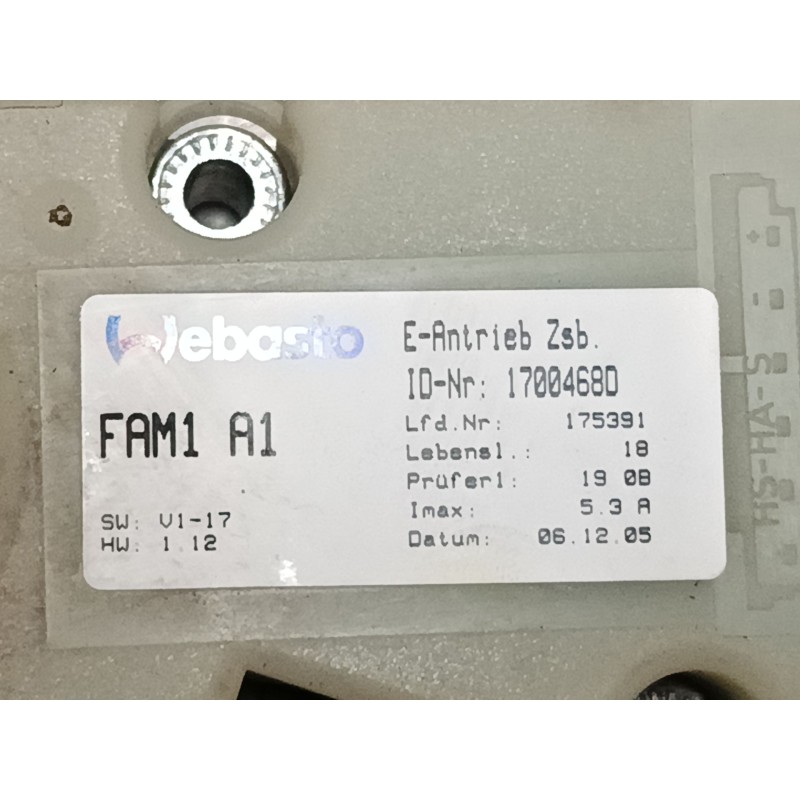 Webasto
FAM1 A1
SW: V1-17
HW: 1.12
E-Antrieb Zsb.
ID-Nr: 1700468D
Lfd.Nr: 175391
Lebensl.: 18
Prüferl: 19 0B
Imax: 5.3 A
Datum: 06.12.05
+ - HS-HA-S